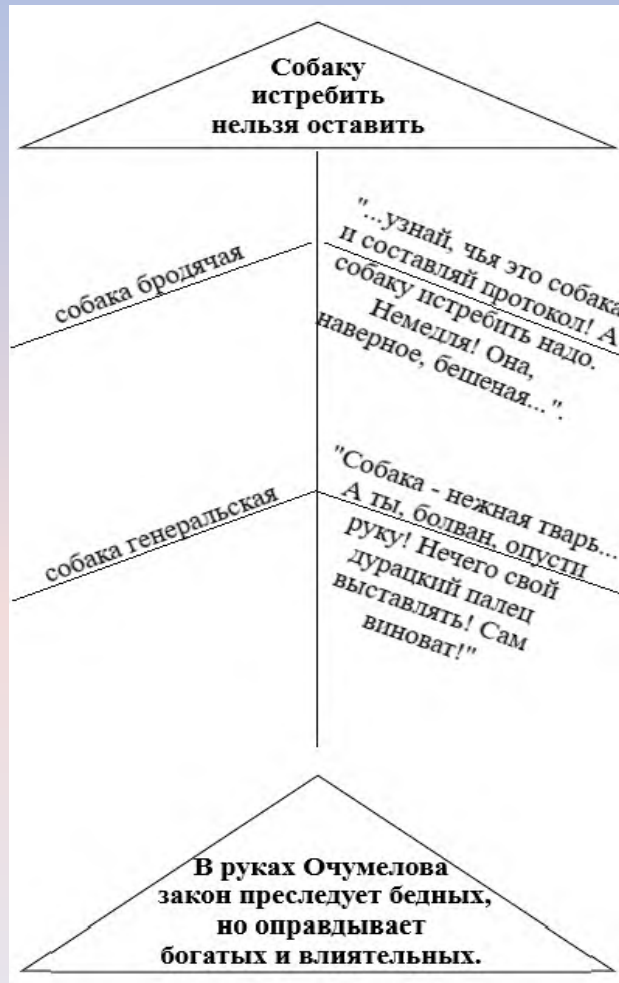 Собаку
истребить
нельзя оставить
собака бродячая
"...узнай, чья это собака
и составляй протокол! А
собаку истребить надо.
Немедля! Она,
наверное, бешеная...".
собака генеральская
"Собака - нежная тварь...
А ты, болван, опусти
руку! Нечего свой
дурацкий палец
выставлять! Сам
виноват!"
В руках Очумелова
закон преследует бедных,
но оправдывает
богатых и влиятельных.